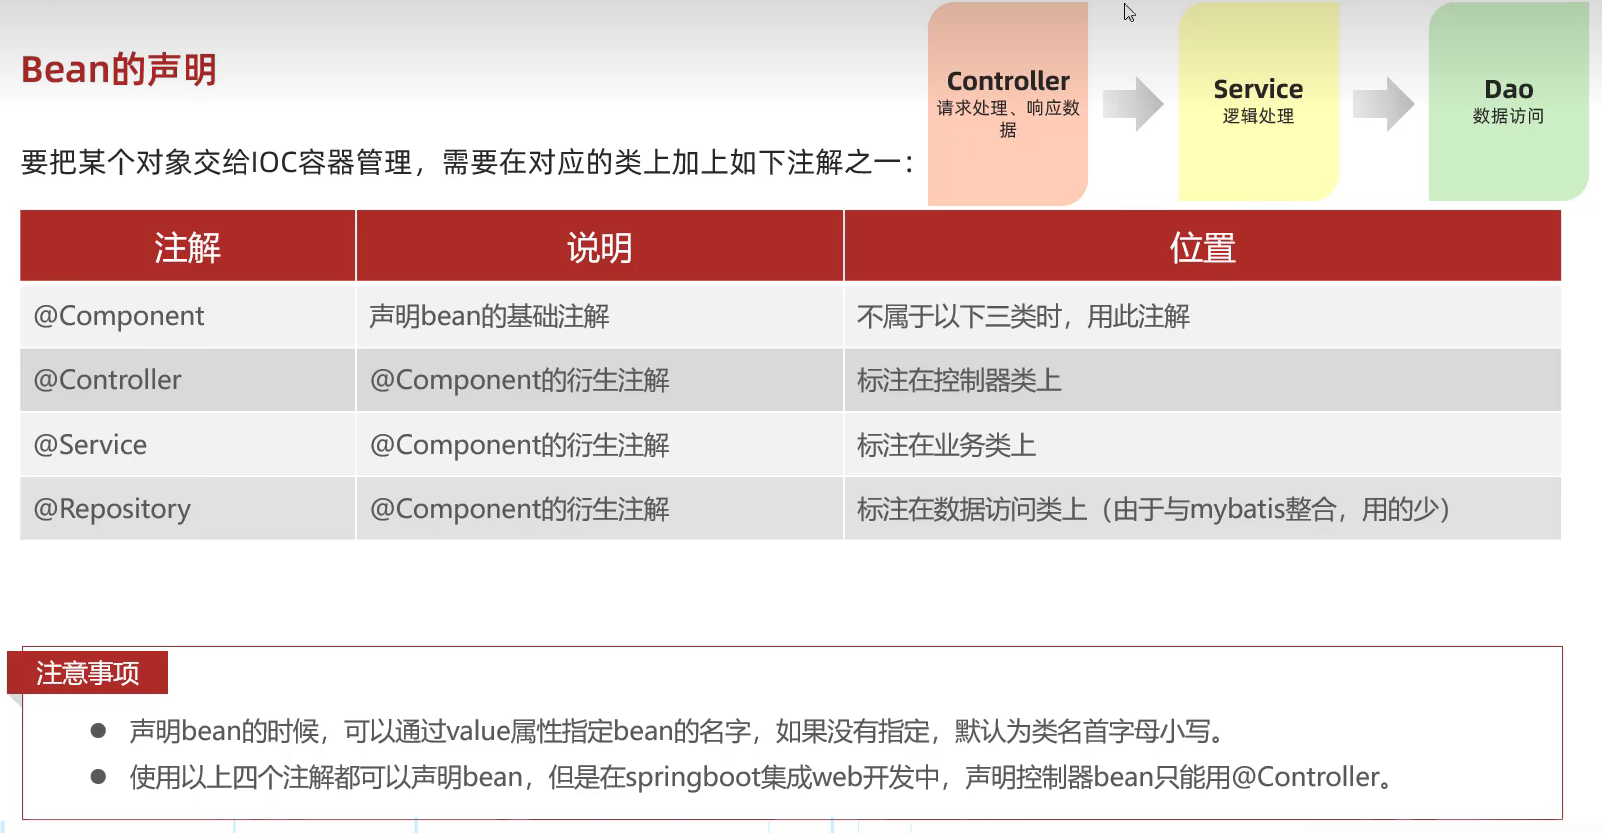 Bean的声明
Controller
请求处理、响应数
据
Service
逻辑处理
Dao
数据访问
要把某个对象交给IOC容器管理，需要在对应的类上加上如下注解之一：
注解 说明 位置
@Component 声明bean的基础注解 不属于以下三类时，用此注解
@Controller @Component的衍生注解 标注在控制器类上
@Service @Component的衍生注解 标注在业务类上
@Repository @Component的衍生注解 标注在数据访问类上（由于与mybatis整合，用的少）
注意事项
● 声明bean的时候，可以通过value属性指定bean的名字，如果没有指定，默认为类名首字母小写。
● 使用以上四个注解都可以声明bean，但是在springboot集成web开发中，声明控制器bean只能用@Controller。